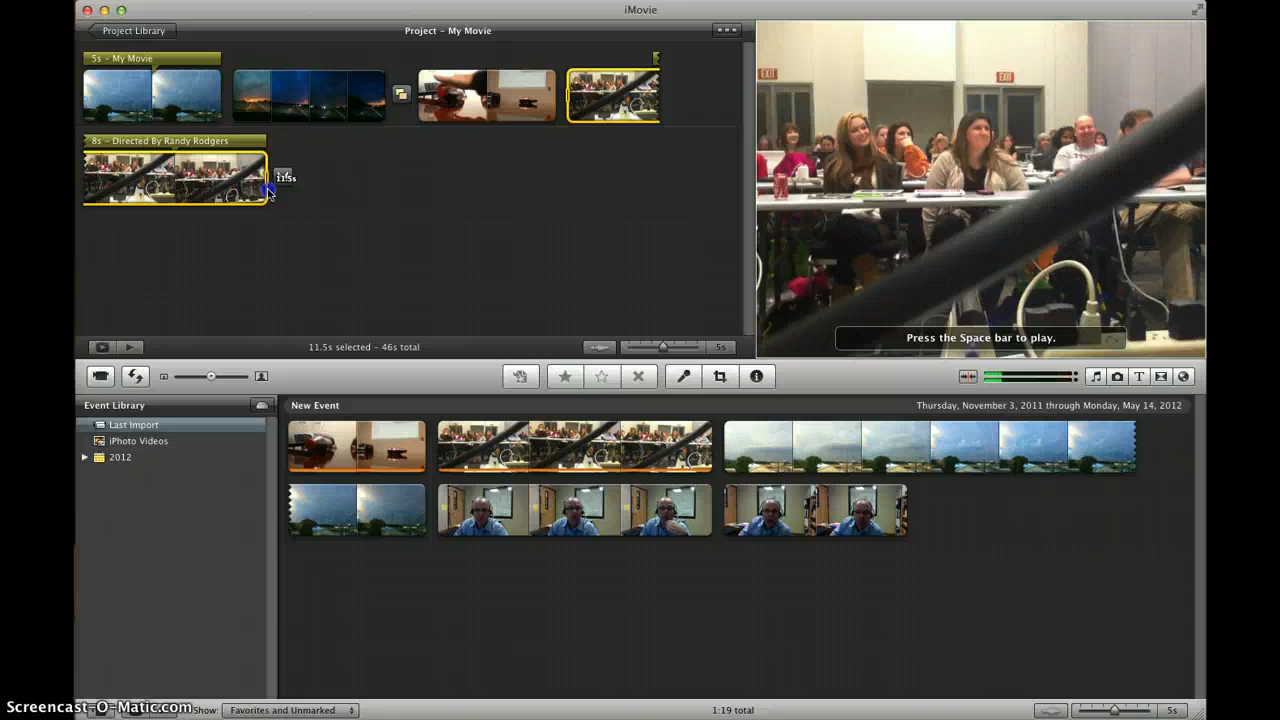 iMovie
Project Library
Project - My Movie
5s - My Movie
EXIT
EXIT
8s - Directed By Randy Rodgers
11.5s
Press the Space bar to play.
11.5s selected - 46s total
5s
Event Library
New Event
Thursday, November 3, 2011 through Monday, May 14, 2012
Last Import
iPhoto Videos
2012
Screencast-O-Matic.com
Show:
Favorites and Unmarked
1:19 total
5s